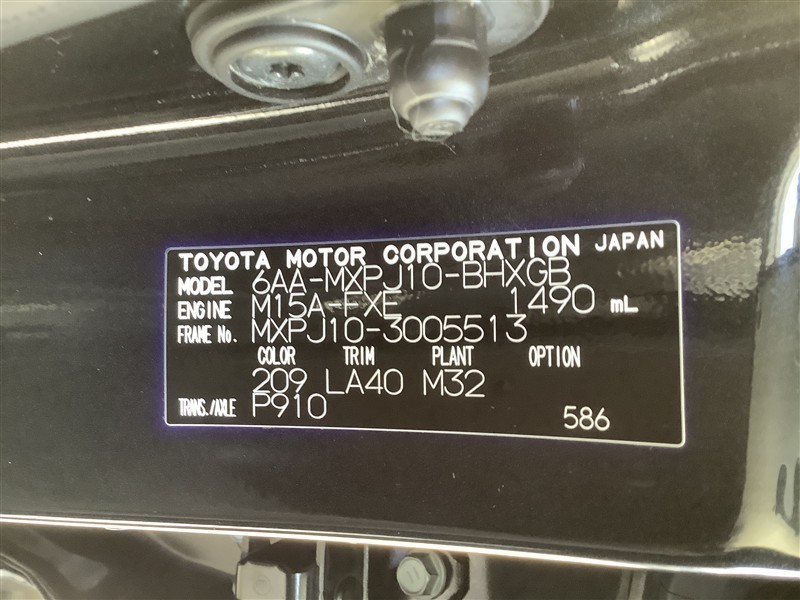 TOYOTA MOTOR CORPORATION JAPAN
MODEL 6AA-MXPJ10-BHXGB
ENGINE M15A-FXE 1490 mL
FRAME No. MXPJ10-3005513
COLOR TRIM PLANT OPTION
209 LA40 M32
TRANS./AXLE P910 586